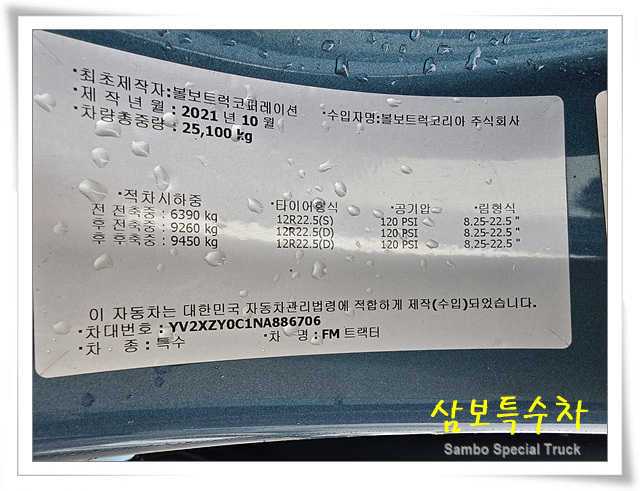 ·최초제작자:볼보트럭코퍼레이션
·제 작 년 월 : 2021 년 10 월 ·수입자명:볼보트럭코리아 주식회사
·차량총중량 : 25,100 kg
·적차시하중 ·타이어형식 ·공기압 ·림형식
전 전축중 : 6390 kg 12R22.5(S) 120 PSI 8.25-22.5 "
후 전축중 : 9260 kg 12R22.5(D) 120 PSI 8.25-22.5 "
후 후축중 : 9450 kg 12R22.5(D) 120 PSI 8.25-22.5 "
이 자동차는 대한민국 자동차관리법령에 적합하게 제작(수입)되었습니다.
·차대번호 : YV2XZY0C1NA886706
·차 종 : 특수 ·차 명 : FM 트랙터
삼보특수차
Sambo Special Truck